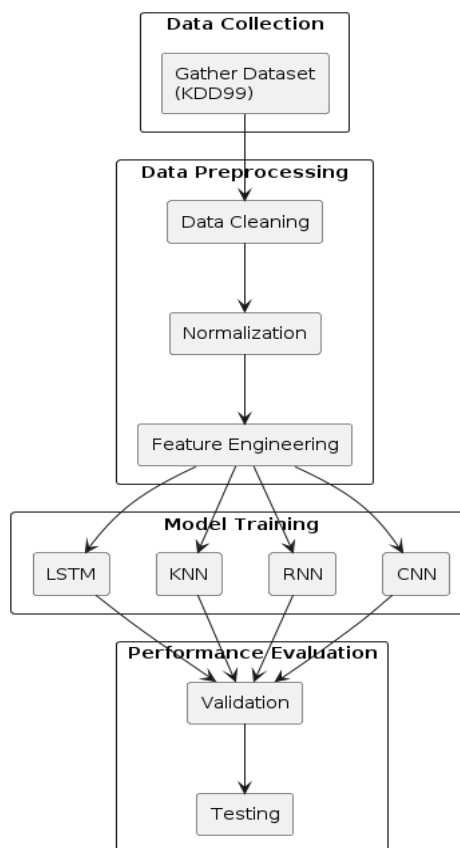 Data Collection
Gather Dataset
(KDD99)
Data Preprocessing
Data Cleaning
Normalization
Feature Engineering
Model Training
LSTM
KNN
RNN
CNN
Performance Evaluation
Validation
Testing